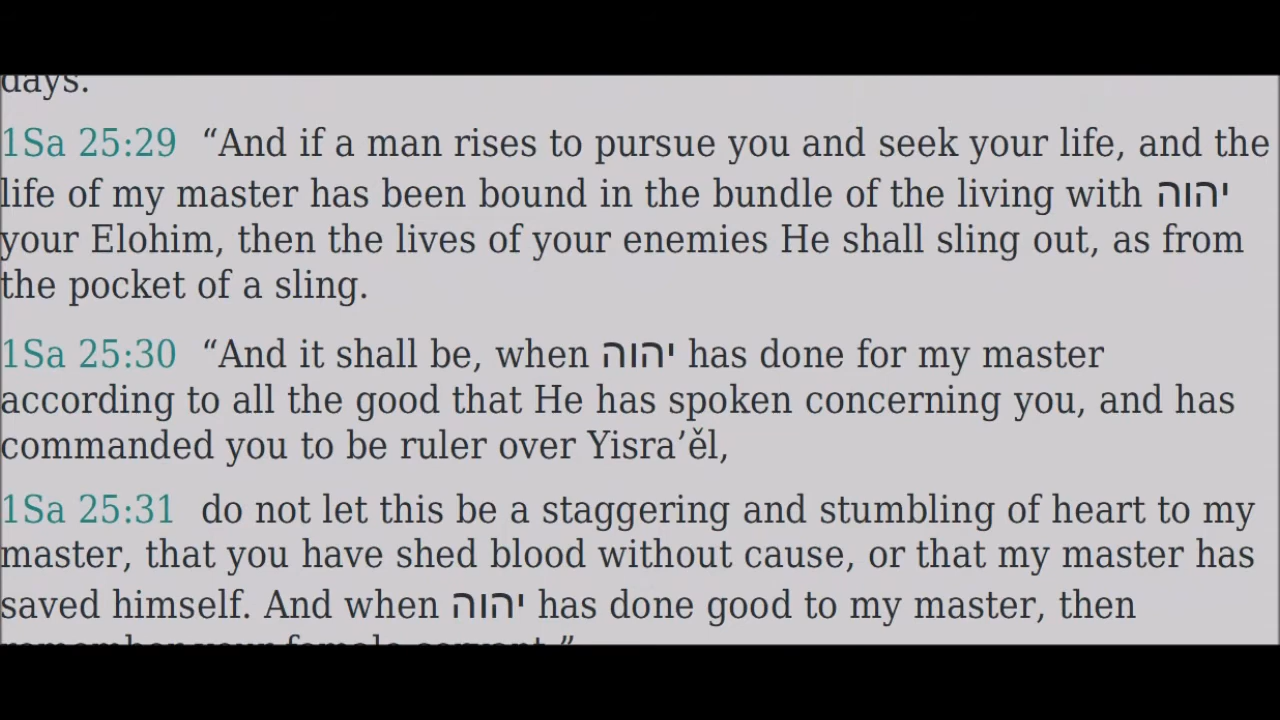 days.
1Sa 25:29 “And if a man rises to pursue you and seek your life, and the
life of my master has been bound in the bundle of the living with יהוה
your Elohim, then the lives of your enemies He shall sling out, as from
the pocket of a sling.
1Sa 25:30 “And it shall be, when יהוה has done for my master
according to all the good that He has spoken concerning you, and has
commanded you to be ruler over Yisra’ĕl,
1Sa 25:31 do not let this be a staggering and stumbling of heart to my
master, that you have shed blood without cause, or that my master has
saved himself. And when יהוה has done good to my master, then
remember your female servant.”